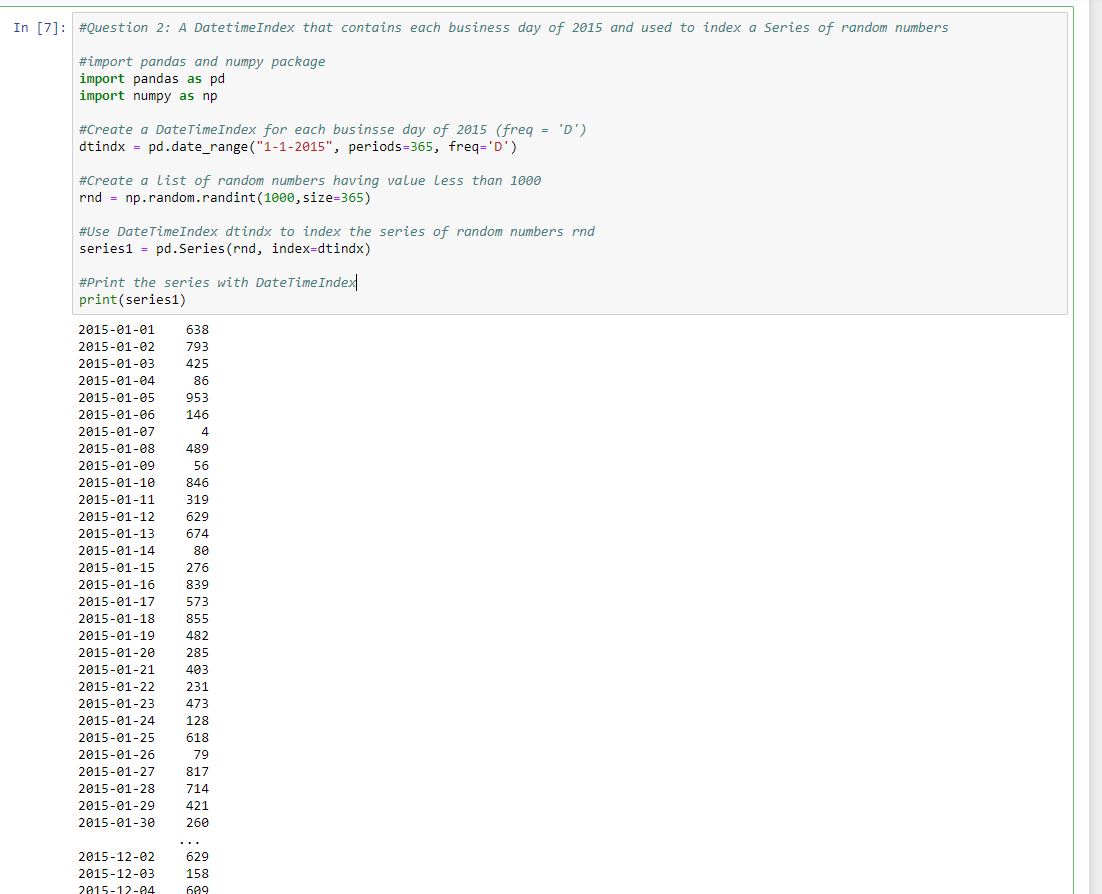 In [7]: #Question 2: A DatetimeIndex that contains each business day of 2015 and used to index a Series of random numbers
#import pandas and numpy package
import pandas as pd
import numpy as np
#Create a DateTimeIndex for each businsse day of 2015 (freq = 'D')
dtindx = pd.date_range("1-1-2015", periods=365, freq='D')
#Create a list of random numbers having value less than 1000
rnd = np.random.randint(1000,size=365)
#Use DateTimeIndex dtindx to index the series of random numbers rnd
series1 = pd.Series(rnd, index=dtindx)
#Print the series with DateTimeIndex
print(series1)
2015-01-01    638
2015-01-02    793
2015-01-03    425
2015-01-04     86
2015-01-05    953
2015-01-06    146
2015-01-07      4
2015-01-08    489
2015-01-09     56
2015-01-10    846
2015-01-11    319
2015-01-12    629
2015-01-13    674
2015-01-14     80
2015-01-15    276
2015-01-16    839
2015-01-17    573
2015-01-18    855
2015-01-19    482
2015-01-20    285
2015-01-21    403
2015-01-22    231
2015-01-23    473
2015-01-24    128
2015-01-25    618
2015-01-26     79
2015-01-27    817
2015-01-28    714
2015-01-29    421
2015-01-30    260
...
2015-12-02    629
2015-12-03    158
2015-12-04    609